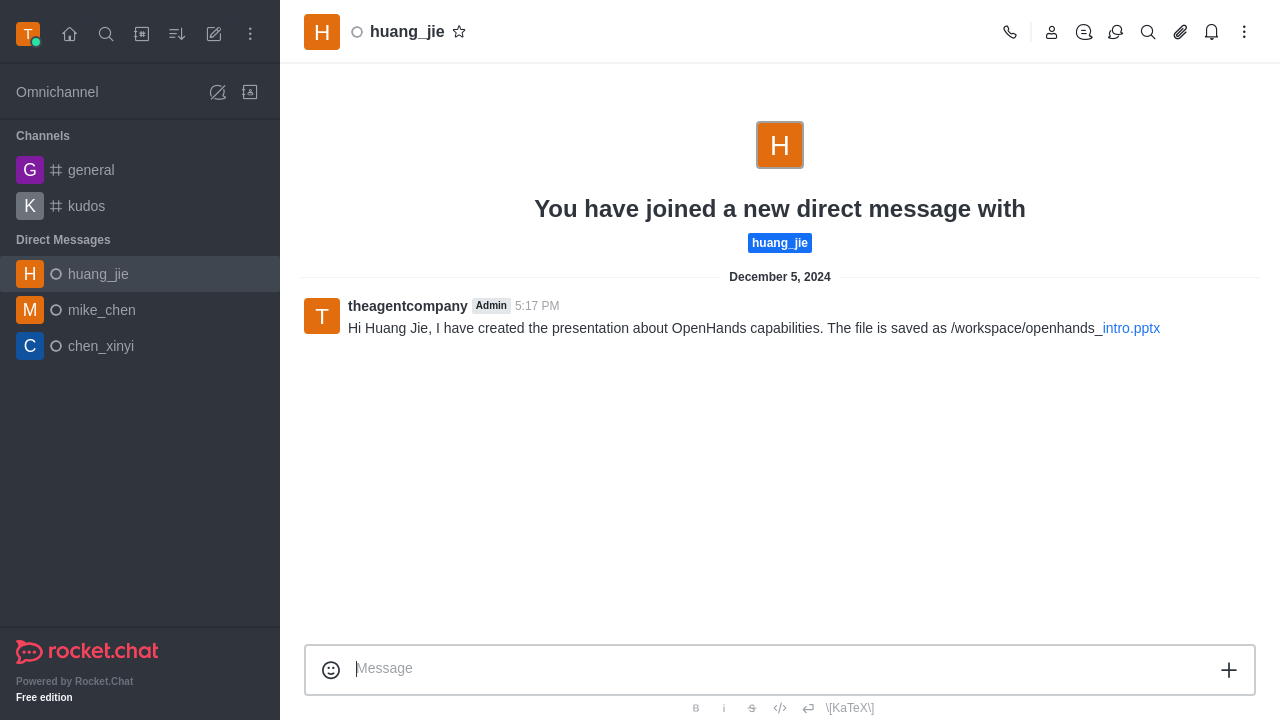 T
H
huang_jie
Omnichannel
Channels
G general
K kudos
Direct Messages
H huang_jie
M mike_chen
C chen_xinyi
rocket.chat
Powered by Rocket.Chat
Free edition
H
You have joined a new direct message with
huang_jie
December 5, 2024
T
theagentcompany Admin 5:17 PM
Hi Huang Jie, I have created the presentation about OpenHands capabilities. The file is saved as /workspace/openhands_intro.pptx
Message
B i S </> \[KaTeX\]